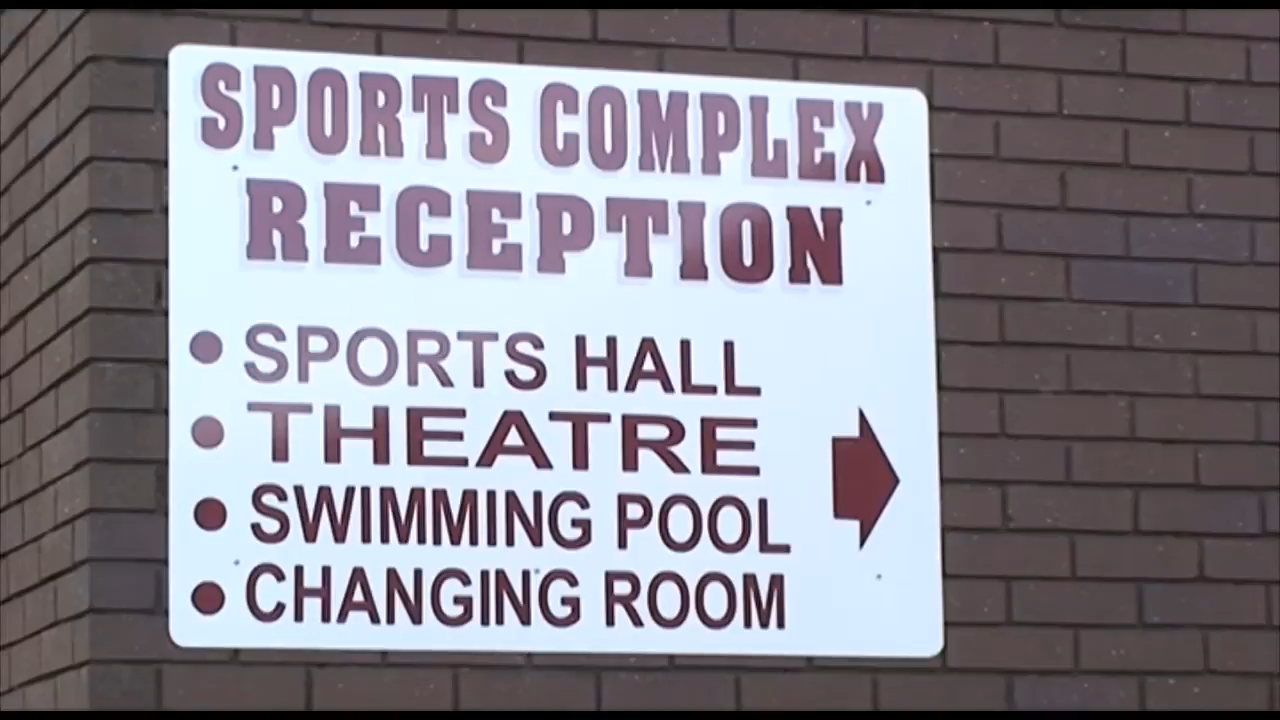 SPORTS COMPLEX
RECEPTION
• SPORTS HALL
• THEATRE
• SWIMMING POOL
• CHANGING ROOM